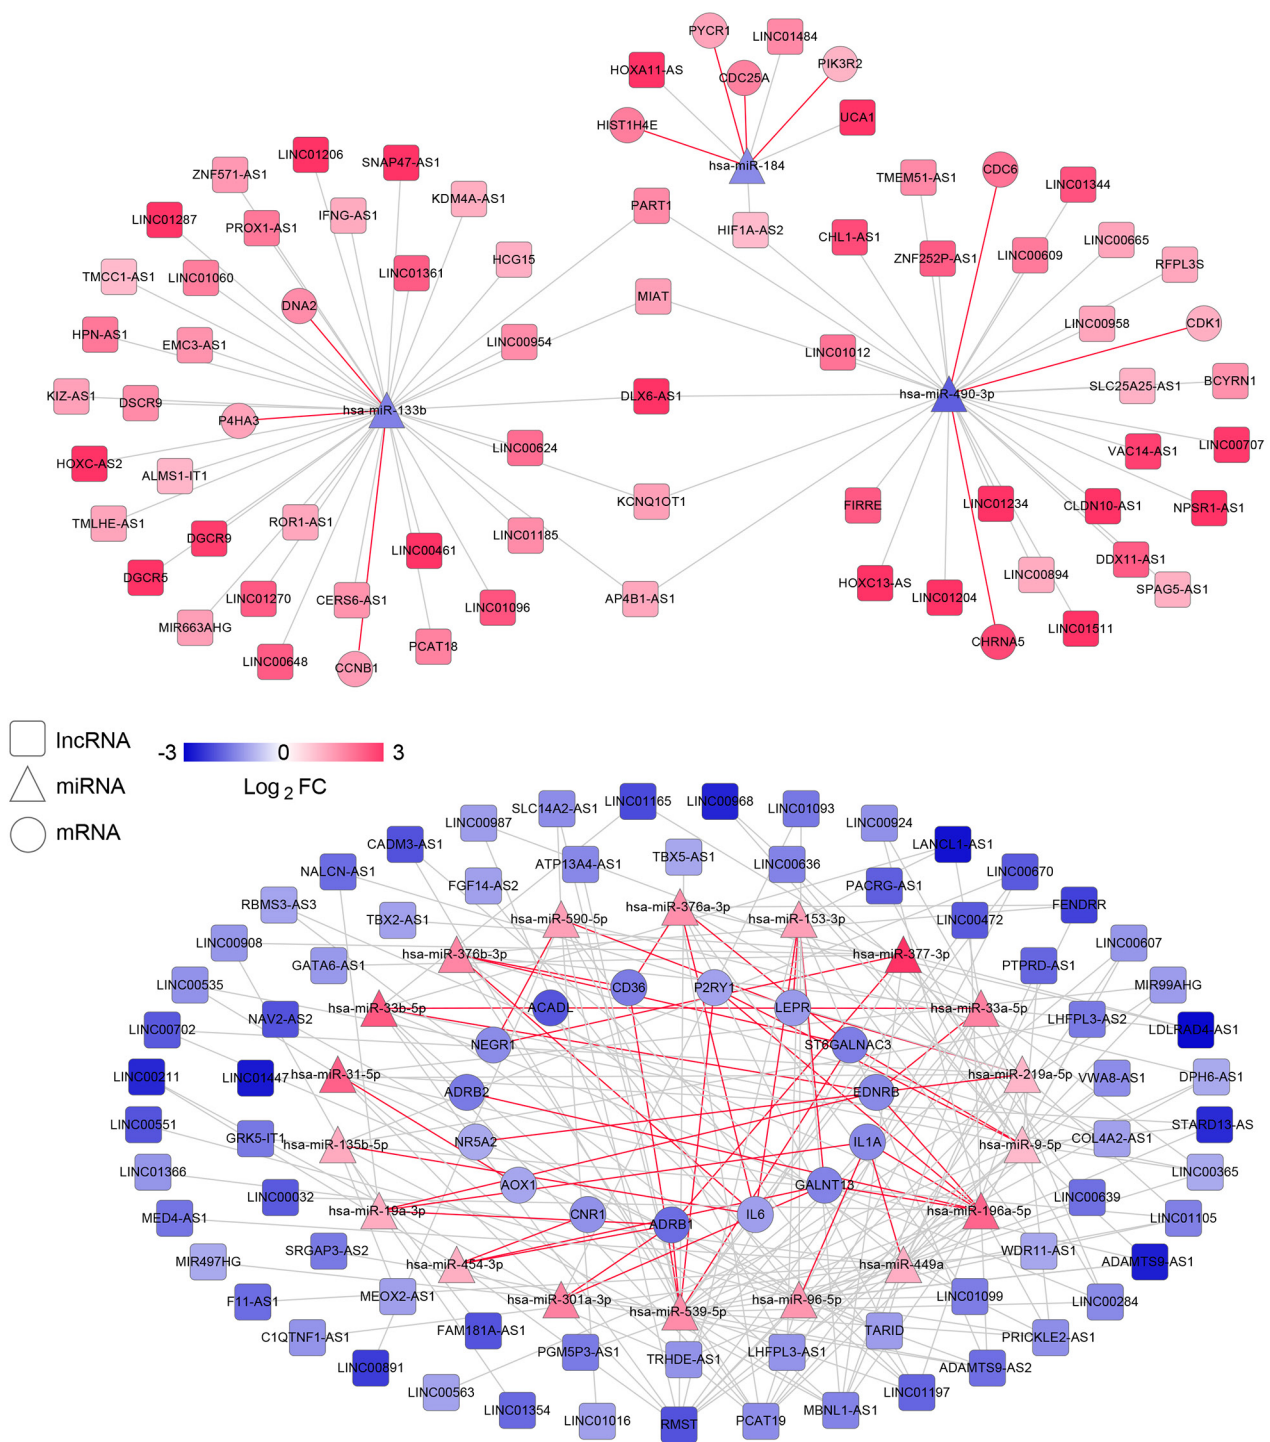 PYCR1
LINC01484
HOXA11-AS
CDC25A
PIK3R2
HIST1H4E
UCA1
hsa-miR-184
LINC01206
SNAP47-AS1
ZNF571-AS1
KDM4A-AS1
TMEM51-AS1
CDC6
LINC01344
LINC01287
PROX1-AS1
IFNG-AS1
PART1
HIF1A-AS2
CHL1-AS1
ZNF252P-AS1
LINC00609
LINC00665
RFPL3S
TMCC1-AS1
LINC01060
LINC01361
HCG15
DNA2
MIAT
LINC00958
CDK1
HPN-AS1
EMC3-AS1
LINC00954
LINC01012
KIZ-AS1
DSCR9
P4HA3
hsa-miR-133b
DLX6-AS1
hsa-miR-490-3p
SLC25A25-AS1
BCYRN1
HOXC-AS2
ALMS1-IT1
LINC00624
VAC14-AS1
LINC00707
TMLHE-AS1
DGCR9
ROR1-AS1
LINC01185
KCNQ1OT1
FIRRE
LINC01234
CLDN10-AS1
NPSR1-AS1
DGCR5
LINC01270
LINC00461
LINC00894
DDX11-AS1
MIR663AHG
CERS6-AS1
LINC01096
AP4B1-AS1
HOXC13-AS
LINC01204
SPAG5-AS1
LINC00648
CCNB1
PCAT18
CHRNA5
LINC01511
lncRNA
-3 0 3
miRNA
Log 2 FC
mRNA
SLC14A2-AS1
LINC01165
LINC00968
LINC01093
LINC00987
LINC00924
CADM3-AS1
ATP13A4-AS1
TBX5-AS1
LINC00636
LANCL1-AS1
NALCN-AS1
FGF14-AS2
PACRG-AS1
LINC00670
RBMS3-AS3
TBX2-AS1
hsa-miR-590-5p
hsa-miR-376a-3p
hsa-miR-153-3p
LINC00472
FENDRR
LINC00908
GATA6-AS1
hsa-miR-376b-3p
hsa-miR-377-3p
PTPRD-AS1
LINC00607
LINC00535
CD36
P2RY1
MIR99AHG
hsa-miR-33b-5p
ACADL
LEPR
hsa-miR-33a-5p
LINC00702
NAV2-AS2
NEGR1
ST6GALNAC3
LHFPL3-AS2
LDLRAD4-AS1
LINC00211
LINC01447
hsa-miR-31-5p
ADRB2
EDNRB
hsa-miR-219a-5p
VWA8-AS1
DPH6-AS1
LINC00551
GRK5-IT1
hsa-miR-135b-5p
NR5A2
IL1A
hsa-miR-9-5p
COL4A2-AS1
STARD13-AS
LINC01366
LINC00032
AOX1
GALNT13
LINC00639
LINC00365
MED4-AS1
hsa-miR-19a-3p
CNR1
ADRB1
IL6
hsa-miR-196a-5p
LINC01105
MIR497HG
SRGAP3-AS2
hsa-miR-454-3p
hsa-miR-449a
WDR11-AS1
ADAMTS9-AS1
F11-AS1
MEOX2-AS1
hsa-miR-301a-3p
hsa-miR-539-5p
hsa-miR-96-5p
LINC01099
LINC00284
C1QTNF1-AS1
FAM181A-AS1
TARID
PRICKLE2-AS1
LINC00891
PGM5P3-AS1
TRHDE-AS1
LHFPL3-AS1
ADAMTS9-AS2
LINC00563
LINC01197
LINC01354
LINC01016
RMST
PCAT19
MBNL1-AS1